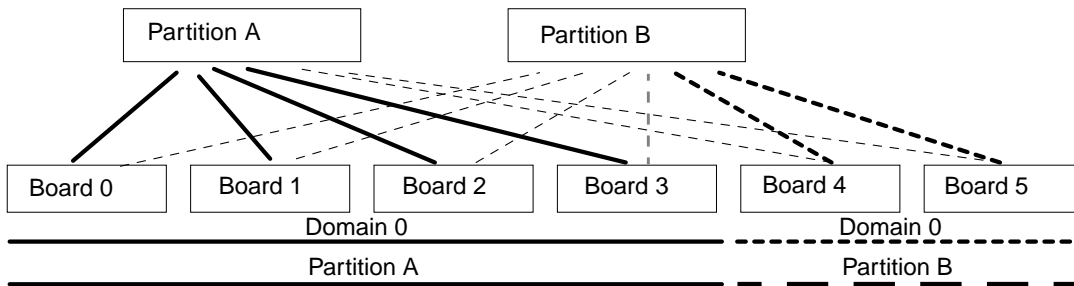 Partition A
Partition B
Board 0
Board 1
Board 2
Board 3
Board 4
Board 5
Domain 0
Domain 0
Partition A
Partition B